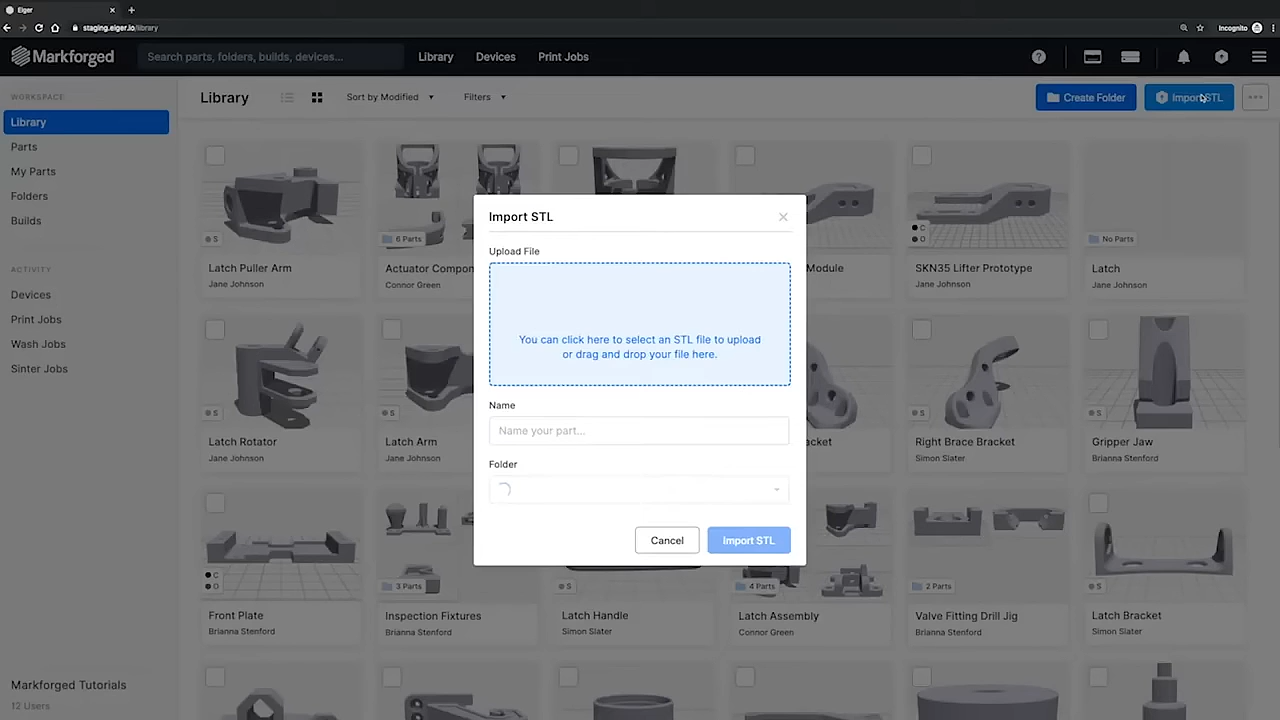 Eiger
staging.eiger.io/library
Incognito
Markforged
Search parts, folders, builds, devices...
Library
Devices
Print Jobs
WORKSPACE
Library
Parts
My Parts
Folders
Builds
ACTIVITY
Devices
Print Jobs
Wash Jobs
Sinter Jobs
Markforged Tutorials
12 Users
Library
Sort by Modified
Filters
Create Folder
Import STL
S
Latch Puller Arm
Jane Johnson
6 Parts
Actuator Compon
Connor Green
Module
C
O
SKN35 Lifter Prototype
Jane Johnson
No Parts
Latch
Jane Johnson
S
Latch Rotator
Jane Johnson
S
Latch Arm
Jane Johnson
cket
S
Right Brace Bracket
Simon Slater
S
Gripper Jaw
Brianna Stenford
C
O
Front Plate
Brianna Stenford
3 Parts
Inspection Fixtures
Brianna Stenford
S
Latch Handle
Simon Slater
4 Parts
Latch Assembly
Connor Green
2 Parts
Valve Fitting Drill Jig
Brianna Stenford
S
Latch Bracket
Simon Slater
Import STL
Upload File
You can click here to select an STL file to upload
or drag and drop your file here.
Name
Name your part...
Folder
Cancel
Import STL